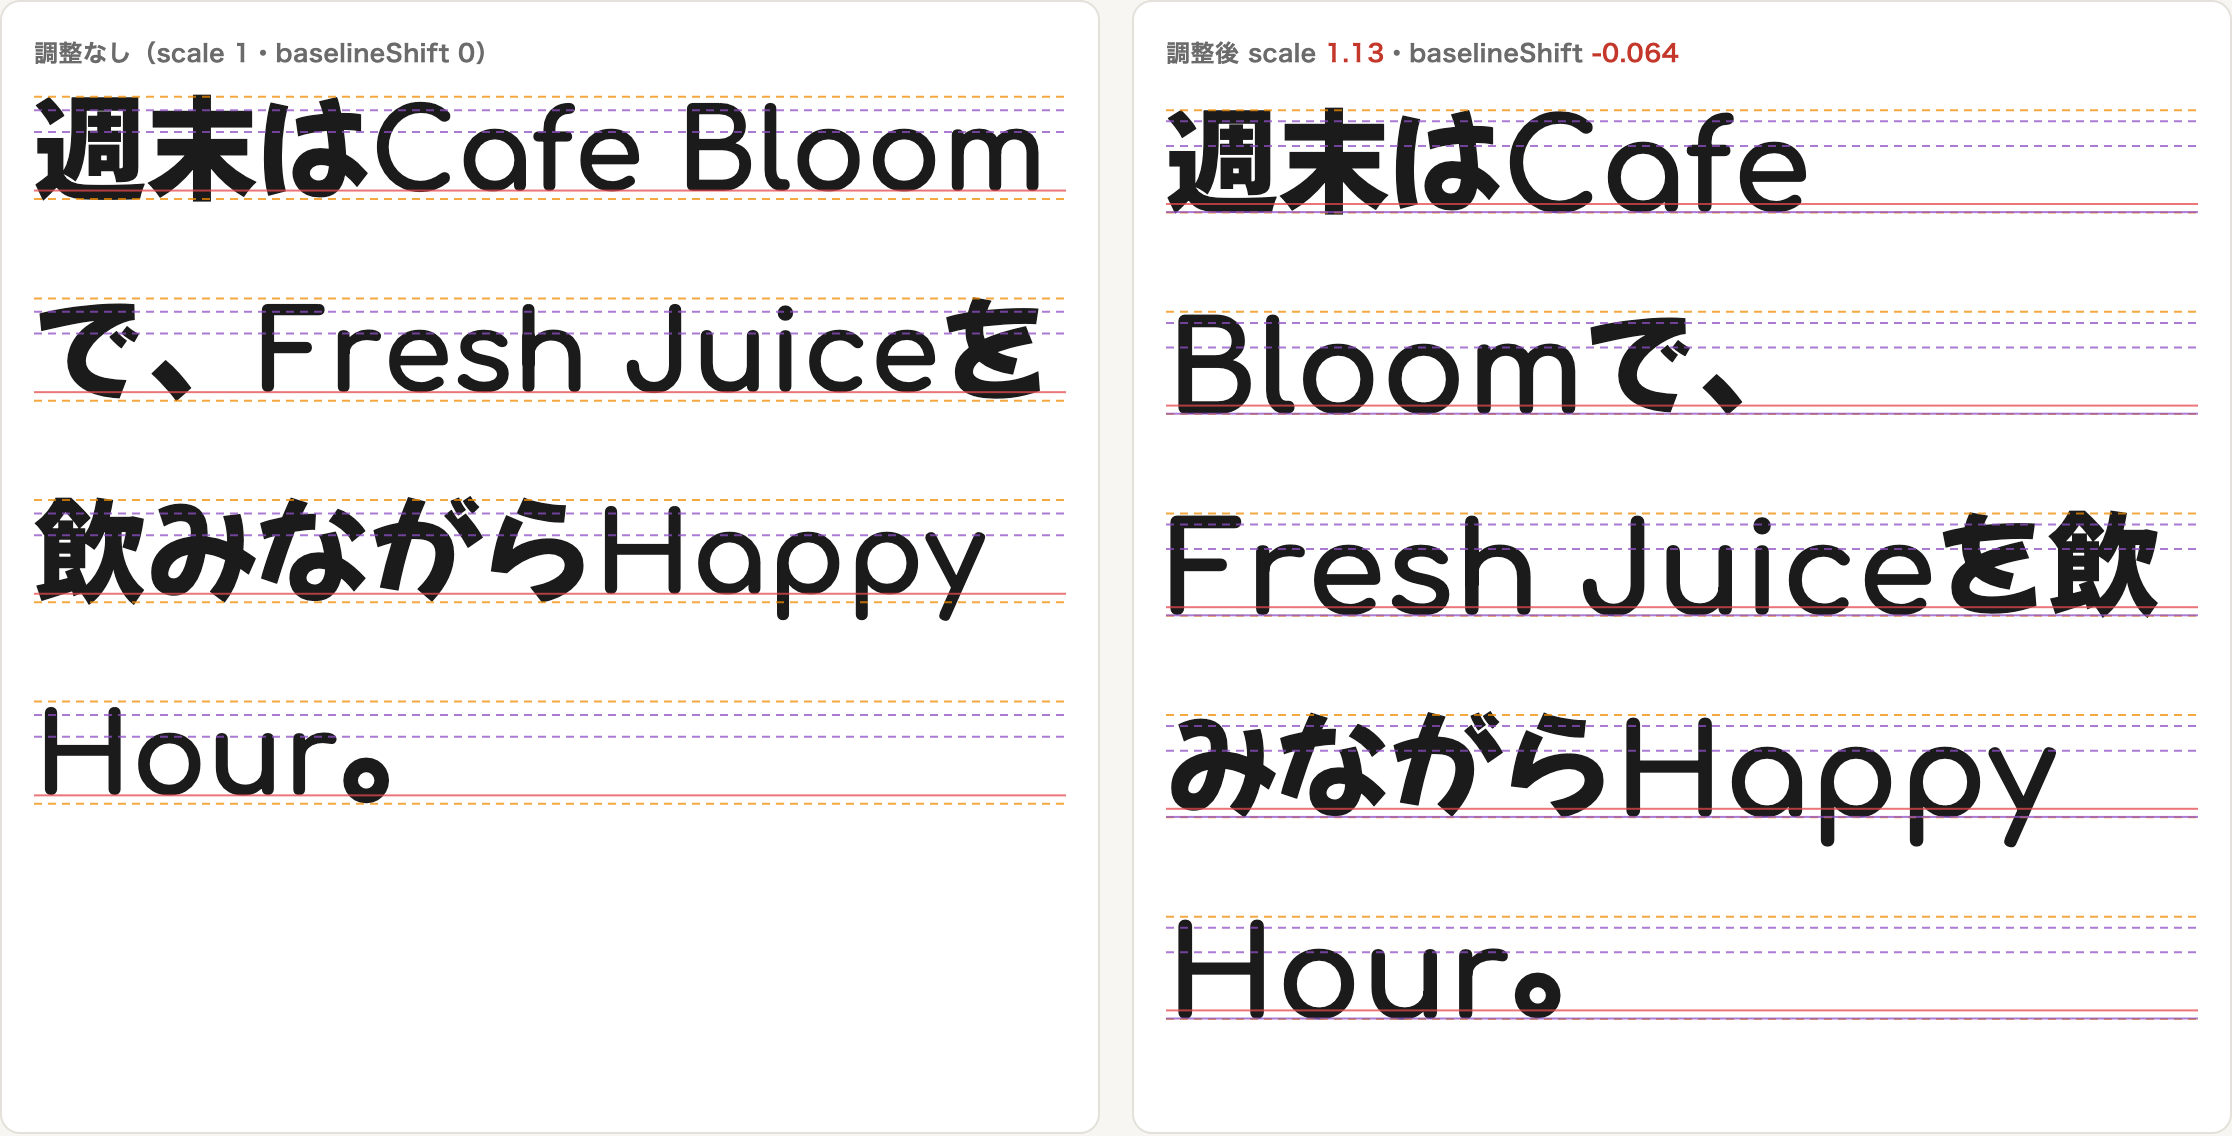 調整なし（scale 1・baselineShift 0）
週末はCafe Bloom
で、Fresh Juiceを
飲みながらHappy
Hour。
調整後 scale 1.13・baselineShift -0.064
週末はCafe
Bloomで、
Fresh Juiceを飲
みながらHappy
Hour。